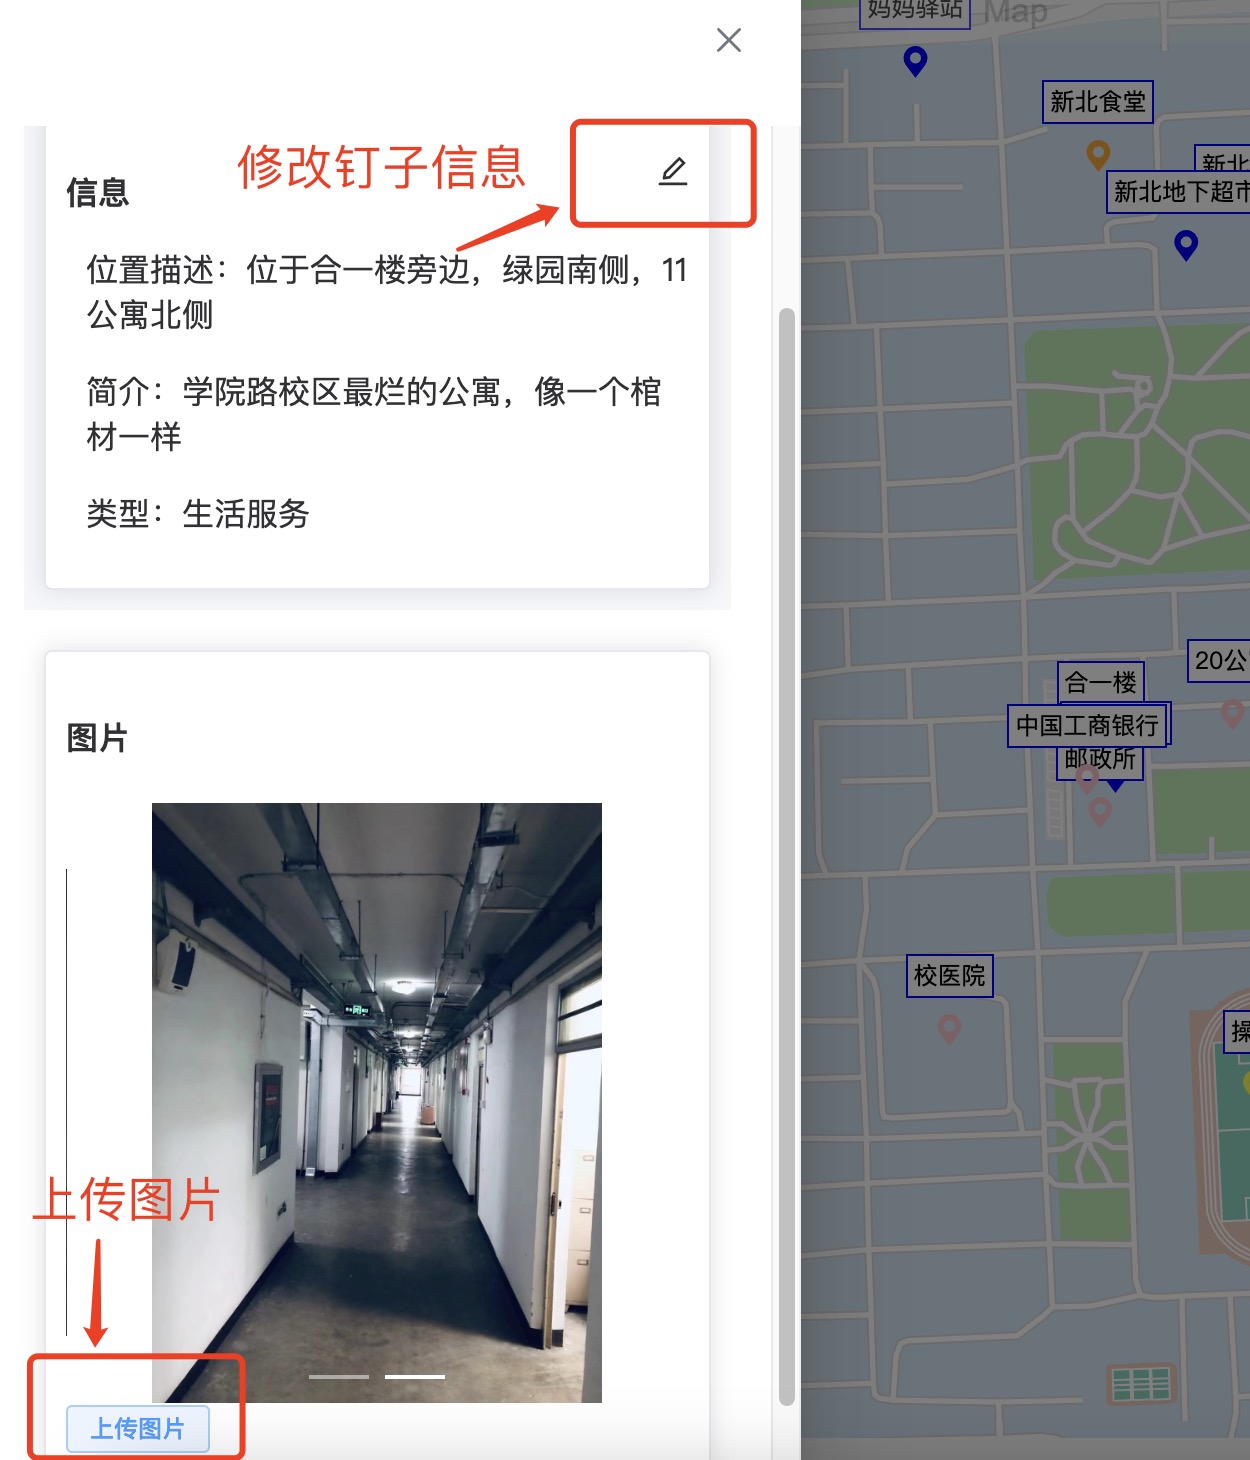 修改钉子信息
信息
位置描述：位于合一楼旁边，绿园南侧，11
公寓北侧
简介：学院路校区最烂的公寓，像一个棺
材一样
类型：生活服务
图片
上传图片
上传图片
妈妈驿站
Map
新北食堂
新北
新北地下超市
20公
合一楼
中国工商银行
邮政所
校医院
操